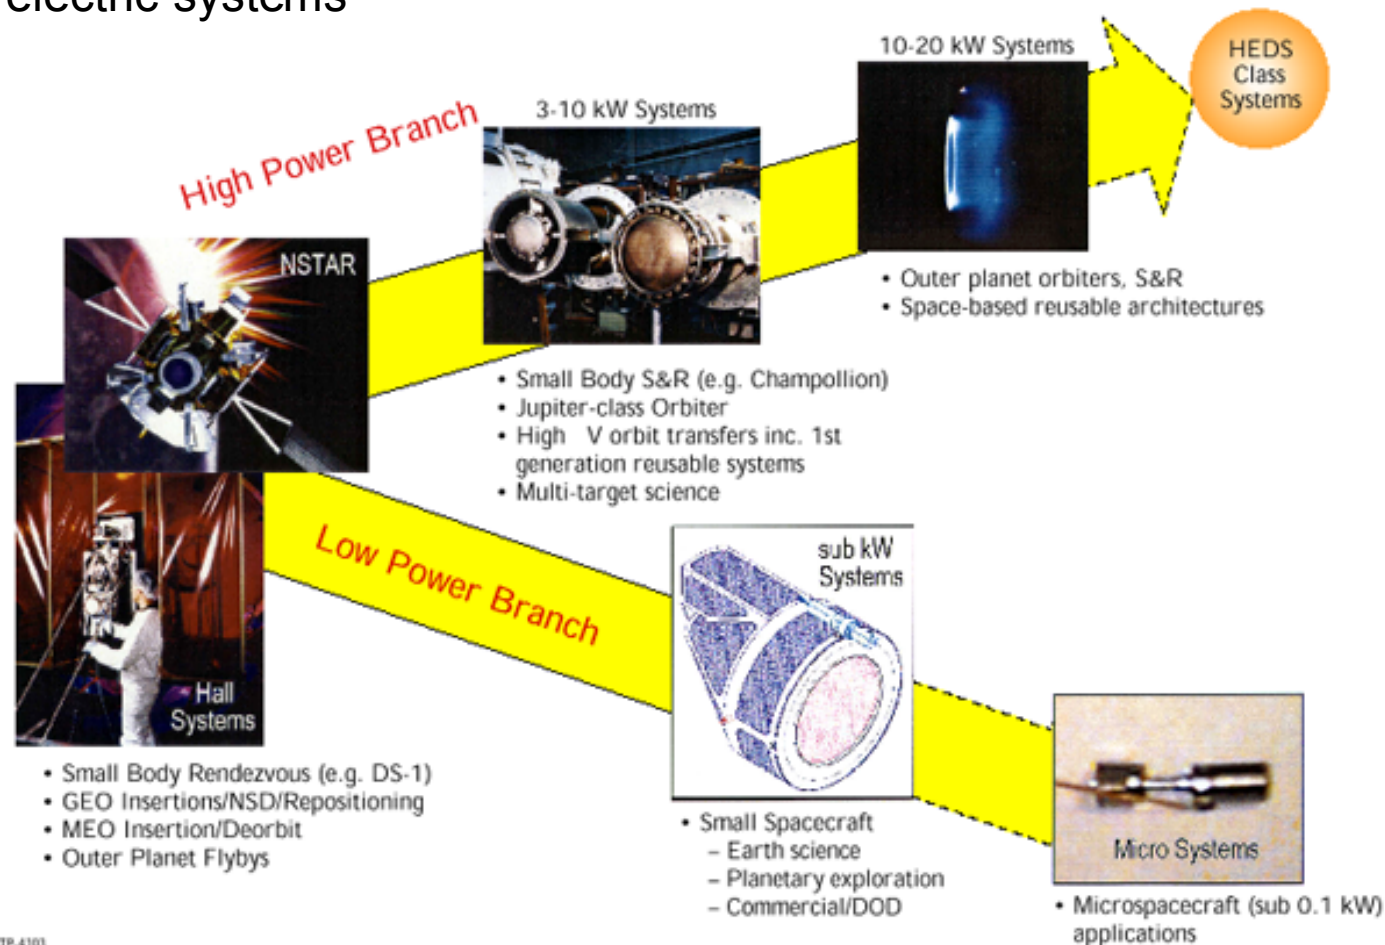 electric systems
10-20 kW Systems
HEDS
Class
Systems
3-10 kW Systems
High Power Branch
NSTAR
• Outer planet orbiters, S&R
• Space-based reusable architectures
• Small Body S&R (e.g. Champollion)
• Jupiter-class Orbiter
• High V orbit transfers inc. 1st
generation reusable systems
• Multi-target science
Low Power Branch
sub kW
Systems
Hall
Systems
• Small Body Rendezvous (e.g. DS-1)
• GEO Insertions/NSD/Repositioning
• MEO Insertion/Deorbit
• Outer Planet Flybys
• Small Spacecraft
– Earth science
– Planetary exploration
– Commercial/DOD
Micro Systems
• Microspacecraft (sub 0.1 kW)
applications